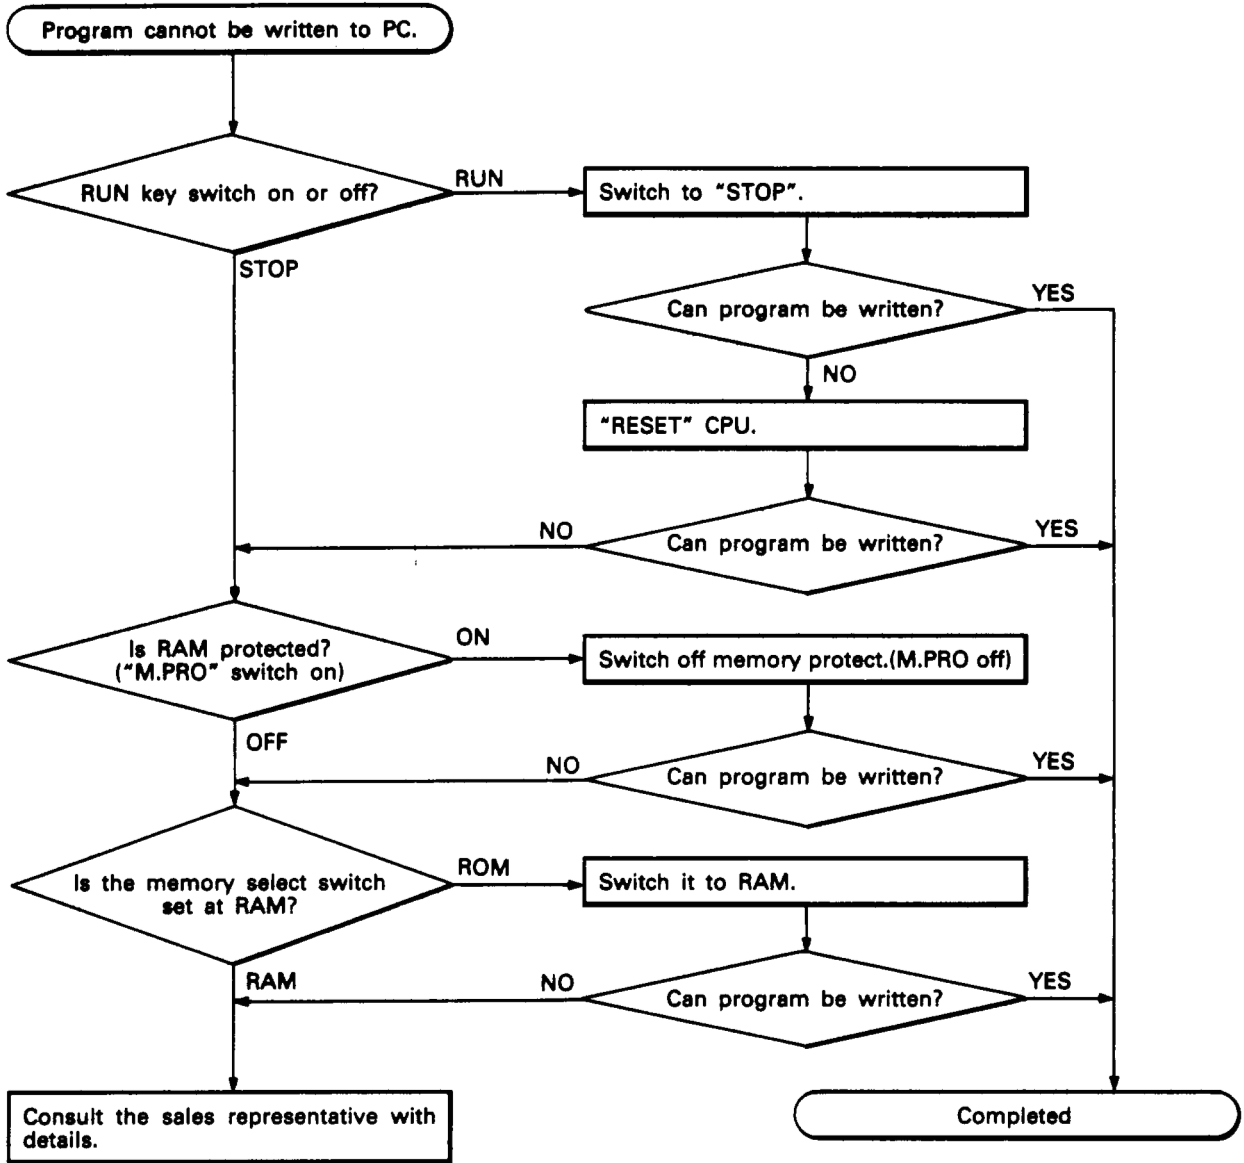 Program cannot be written to PC.
RUN key switch on or off?
RUN
Switch to "STOP".
STOP
Can program be written?
YES
NO
"RESET" CPU.
NO
Can program be written?
YES
Is RAM protected?
("M.PRO" switch on)
ON
Switch off memory protect.(M.PRO off)
OFF
NO
Can program be written?
YES
Is the memory select switch
set at RAM?
ROM
Switch it to RAM.
RAM
NO
Can program be written?
YES
Consult the sales representative with
details.
Completed